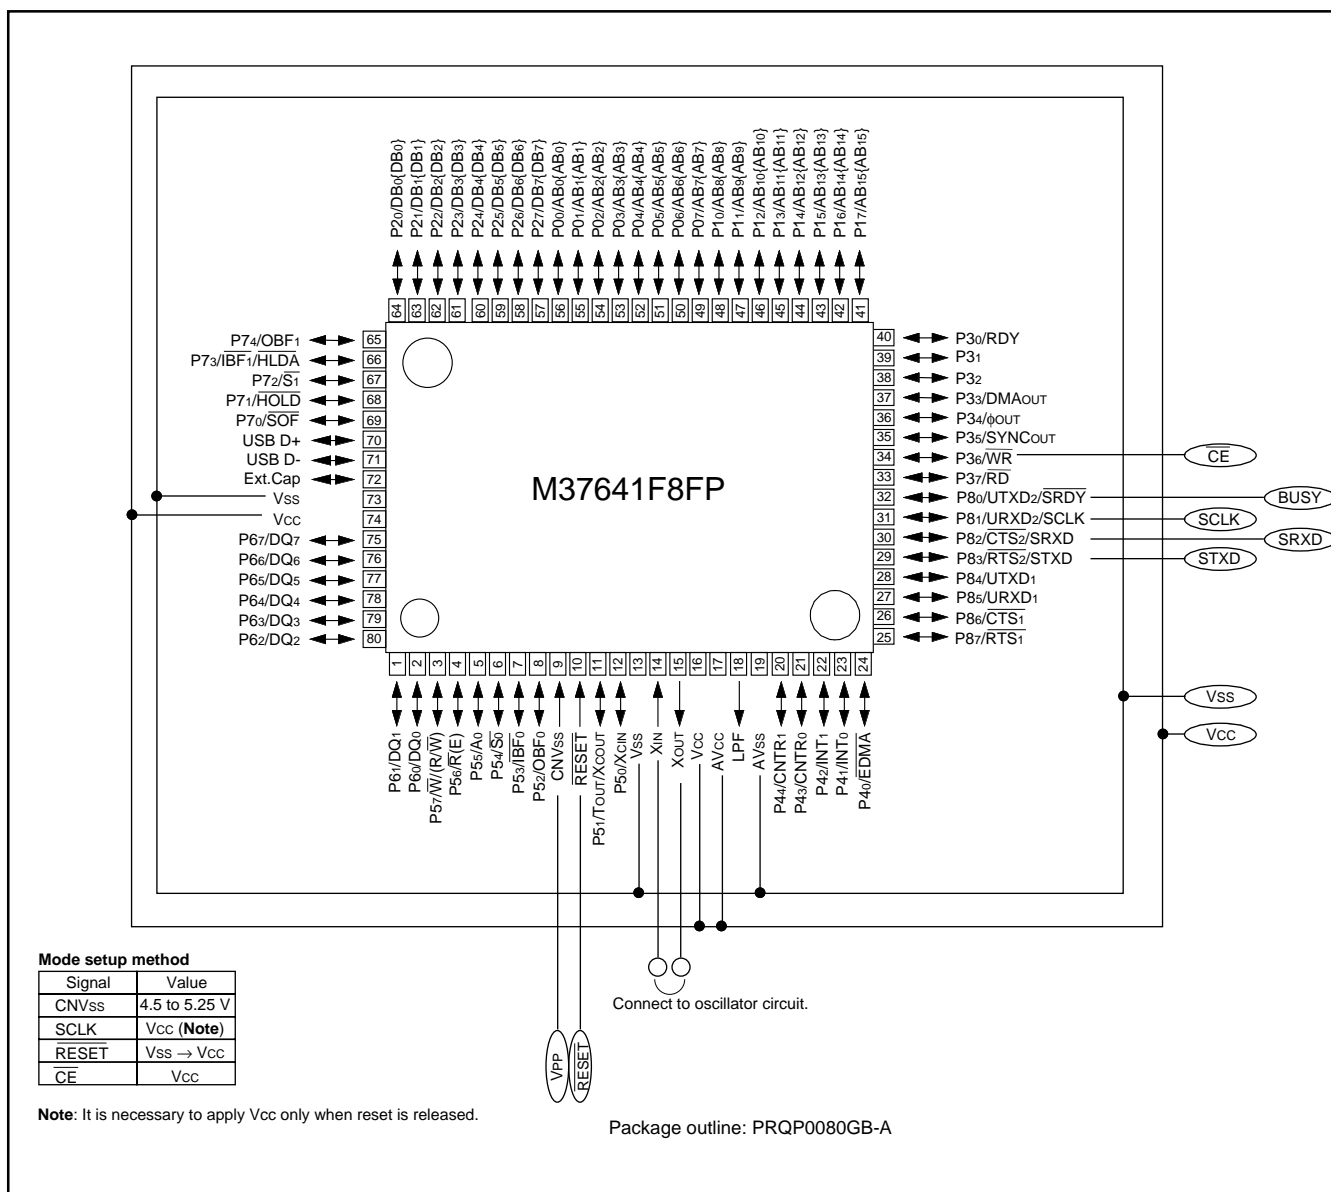 P20/DB0{DB0}
P21/DB1{DB1}
P22/DB2{DB2}
P23/DB3{DB3}
P24/DB4{DB4}
P25/DB5{DB5}
P26/DB6{DB6}
P27/DB7{DB7}
P00/AB0{AB0}
P01/AB1{AB1}
P02/AB2{AB2}
P03/AB3{AB3}
P04/AB4{AB4}
P05/AB5{AB5}
P06/AB6{AB6}
P07/AB7{AB7}
P10/AB8{AB8}
P11/AB9{AB9}
P12/AB10{AB10}
P13/AB11{AB11}
P14/AB12{AB12}
P15/AB13{AB13}
P16/AB14{AB14}
P17/AB15{AB15}
64 63 62 61 60 59 58 57 56 55 54 53 52 51 50 49 48 47 46 45 44 43 42 41
P74/OBF1 65
P73/IBF1/HLDA 66
P72/S1 67
P71/HOLD 68
P70/SOF 69
USB D+ 70
USB D- 71
Ext.Cap 72
Vss 73
Vcc 74
P67/DQ7 75
P66/DQ6 76
P65/DQ5 77
P64/DQ4 78
P63/DQ3 79
P62/DQ2 80
M37641F8FP
40 P30/RDY
39 P31
38 P32
37 P33/DMAOUT
36 P34/ϕOUT
35 P35/SYNCOUT
34 P36/WR CE
33 P37/RD
32 P80/UTXD2/SRDY BUSY
31 P81/URXD2/SCLK SCLK
30 P82/CTS2/SRXD SRXD
29 P83/RTS2/STXD STXD
28 P84/UTXD1
27 P85/URXD1
26 P86/CTS1
25 P87/RTS1
Vss
Vcc
1 2 3 4 5 6 7 8 9 10 11 12 13 14 15 16 17 18 19 20 21 22 23 24
P61/DQ1
P60/DQ0
P57/W/(R/W)
P56/R(E)
P55/A0
P54/S0
P53/IBF0
P52/OBF0
CNVss
RESET
P51/TOUT/XCOUT
P50/XCIN
Vss
XIN
XOUT
Vcc
AVcc
LPF
AVss
P44/CNTR1
P43/CNTR0
P42/INT1
P41/INT0
P40/EDMA
Connect to oscillator circuit.
VPP
RESET
Mode setup method
Signal Value
CNVss 4.5 to 5.25 V
SCLK Vcc (Note)
RESET Vss → Vcc
CE Vcc
Note: It is necessary to apply Vcc only when reset is released.
Package outline: PRQP0080GB-A